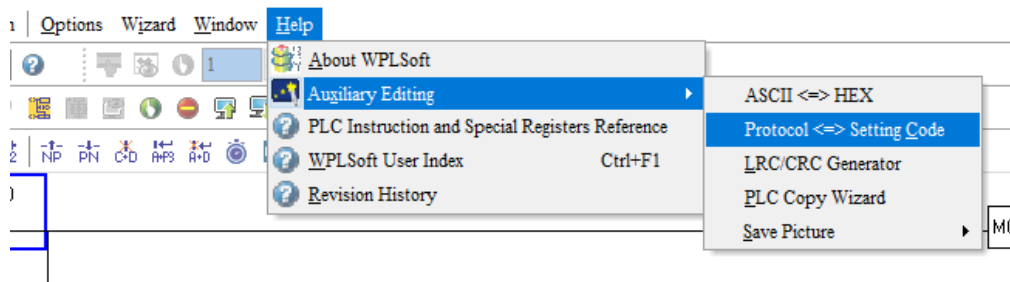 Options Wizard Window Help
1
About WPLSoft
Auxiliary Editing
PLC Instruction and Special Registers Reference
WPLSoft User Index Ctrl+F1
Revision History
ASCII <=> HEX
Protocol <=> Setting Code
LRC/CRC Generator
PLC Copy Wizard
Save Picture
NP PN C+D A+P3 A+D